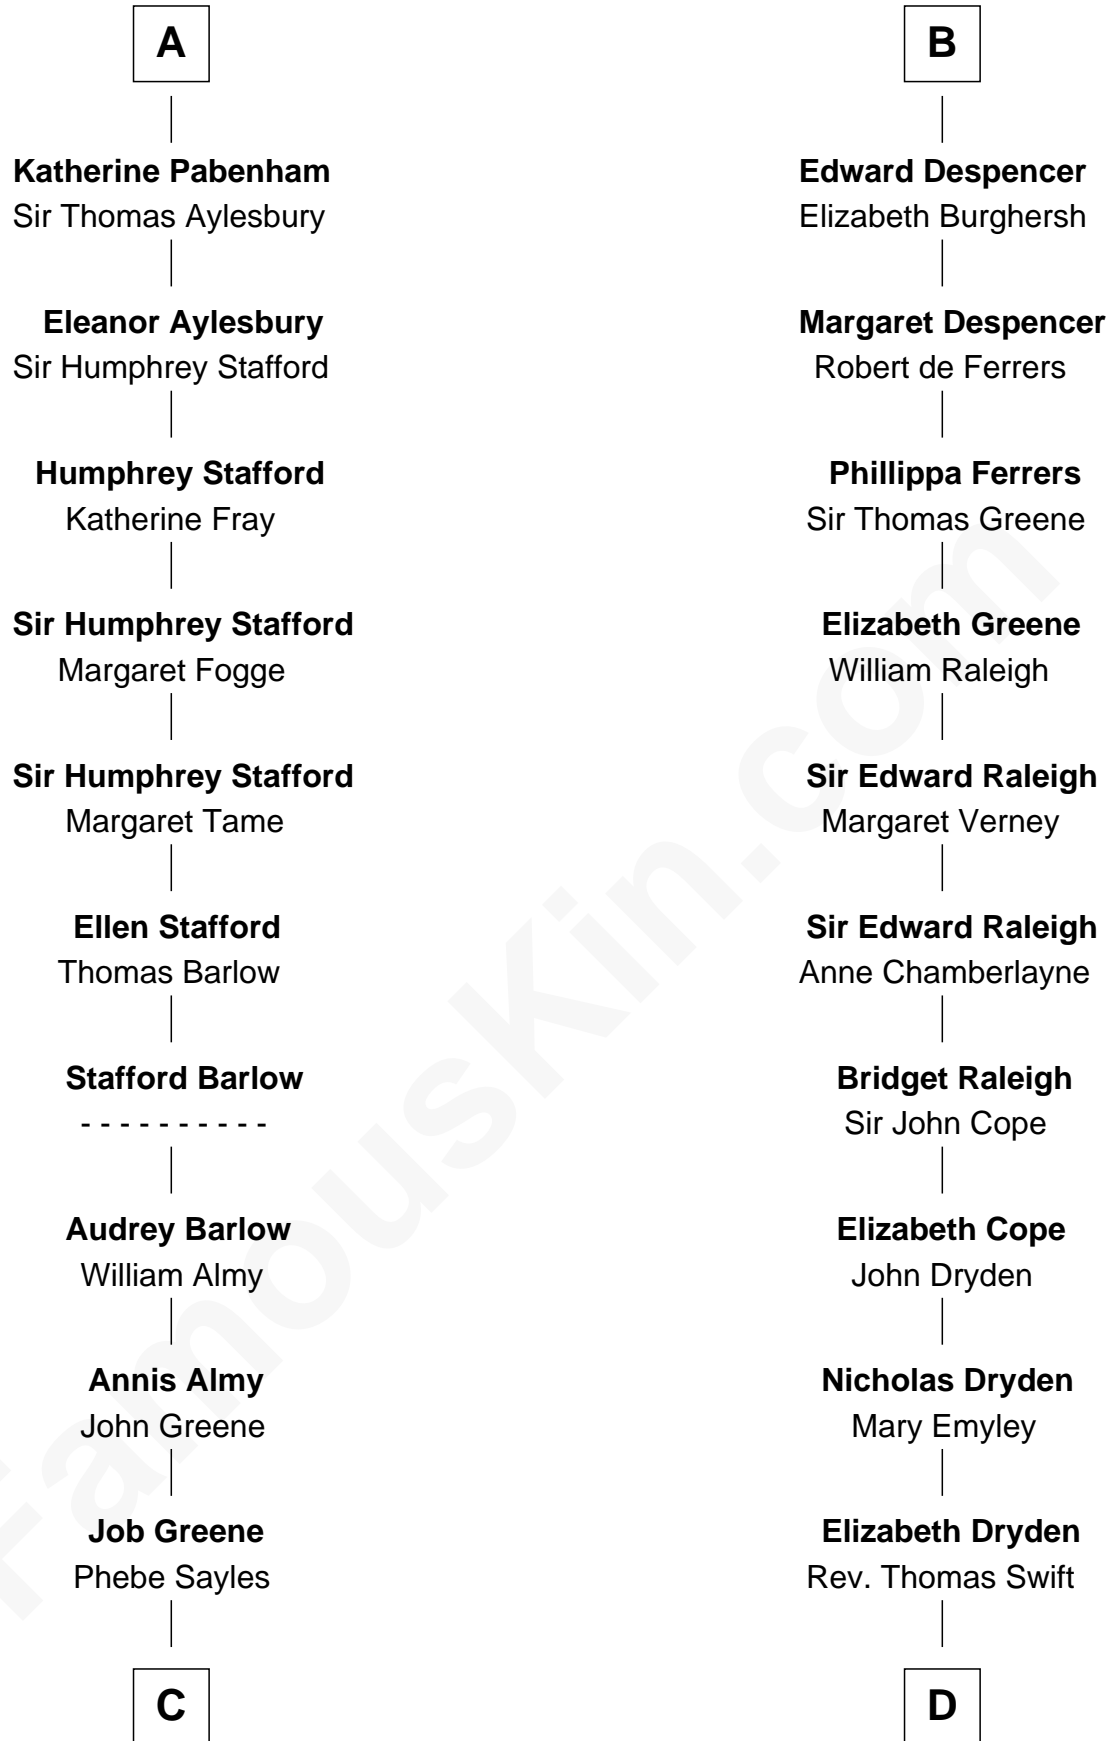 A
Katherine Pabenham
Sir Thomas Aylesbury
Eleanor Aylesbury
Sir Humphrey Stafford
Humphrey Stafford
Katherine Fray
Sir Humphrey Stafford
Margaret Fogge
Sir Humphrey Stafford
Margaret Tame
Ellen Stafford
Thomas Barlow
Stafford Barlow
- - - - - - - - - -
Audrey Barlow
William Almy
Annis Almy
John Greene
Job Greene
Phebe Sayles
C
B
Edward Despencer
Elizabeth Burghersh
Margaret Despencer
Robert de Ferrers
Phillippa Ferrers
Sir Thomas Greene
Elizabeth Greene
William Raleigh
Sir Edward Raleigh
Margaret Verney
Sir Edward Raleigh
Anne Chamberlayne
Bridget Raleigh
Sir John Cope
Elizabeth Cope
John Dryden
Nicholas Dryden
Mary Emyley
Elizabeth Dryden
Rev. Thomas Swift
D
FamousKin.com